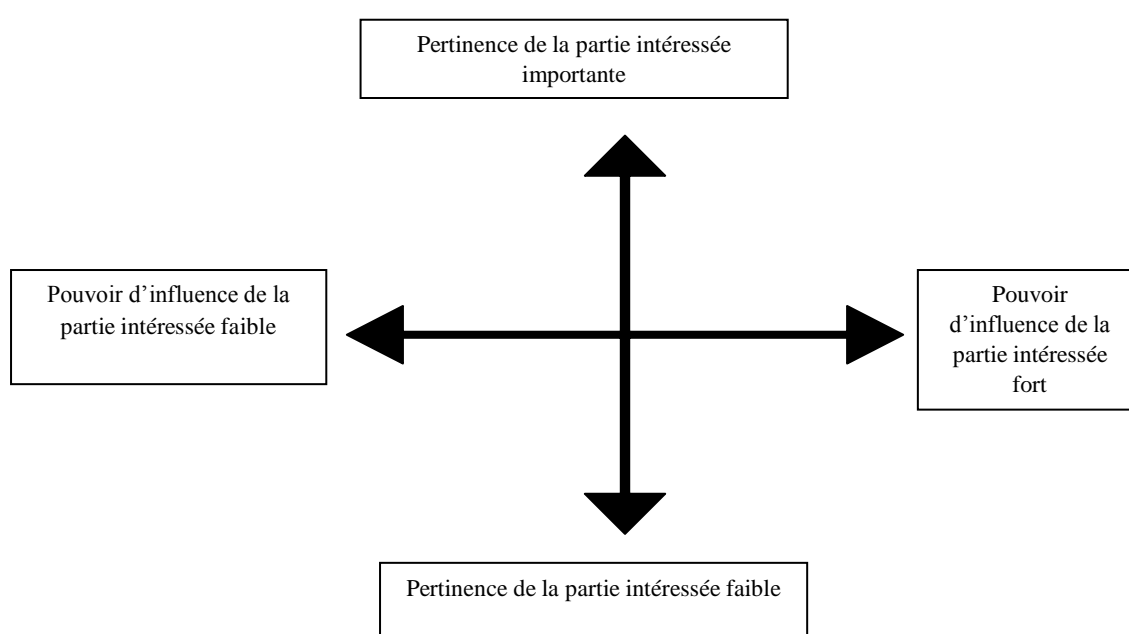 Pertinence de la partie intéressée
importante
Pouvoir d’influence de la
partie intéressée faible
Pouvoir
d’influence de la
partie intéressée
fort
Pertinence de la partie intéressée faible